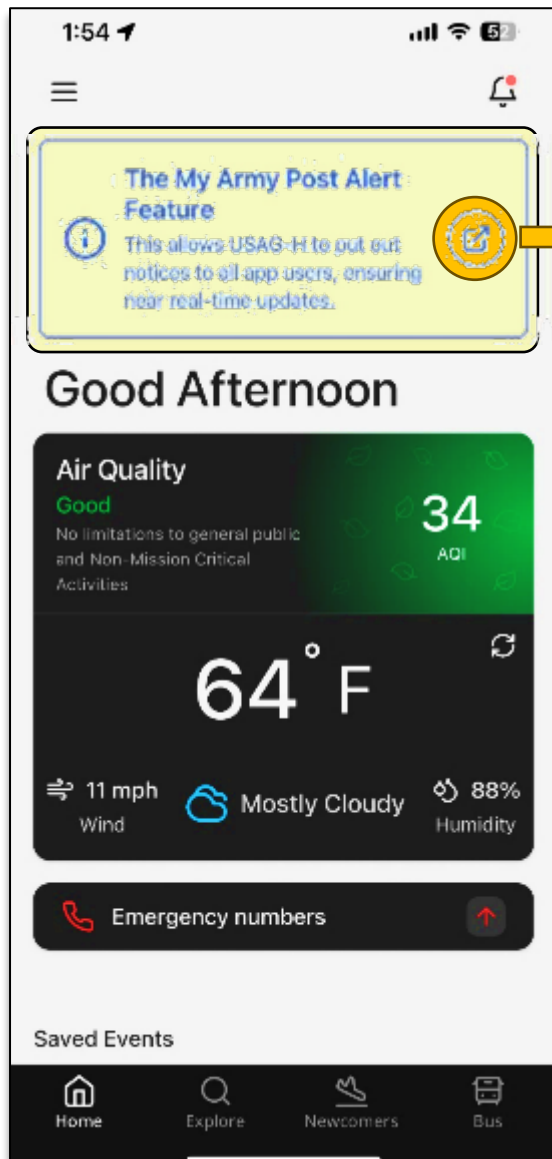 1:54
52
The My Army Post Alert
Feature
This allows USAG-H to put out
notices to all app users, ensuring
near real-time updates.
Good Afternoon
Air Quality
Good
No limitations to general public
and Non-Mission Critical
Activities
34
AQI
64° F
11 mph
Wind
Mostly Cloudy
88%
Humidity
Emergency numbers
Saved Events
Home
Explore
Newcomers
Bus